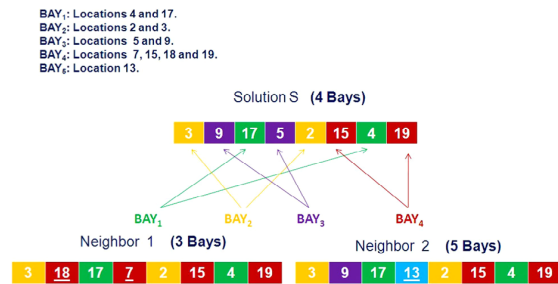 BAY₁: Locations 4 and 17.
BAY₂: Locations 2 and 3.
BAY₃: Locations 5 and 9.
BAY₄: Locations 7, 15, 18 and 19.
BAY₅: Location 13.
Solution S (4 Bays)
3 9 17 5 2 15 4 19
BAY₁ BAY₂ BAY₃ BAY₄
Neighbor 1 (3 Bays) Neighbor 2 (5 Bays)
3 18 17 7 2 15 4 19 3 9 17 13 2 15 4 19